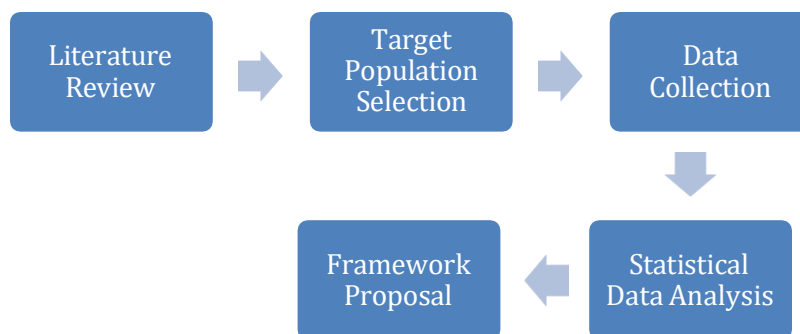 Literature
Review
Target
Population
Selection
Data
Collection
Statistical
Data Analysis
Framework
Proposal